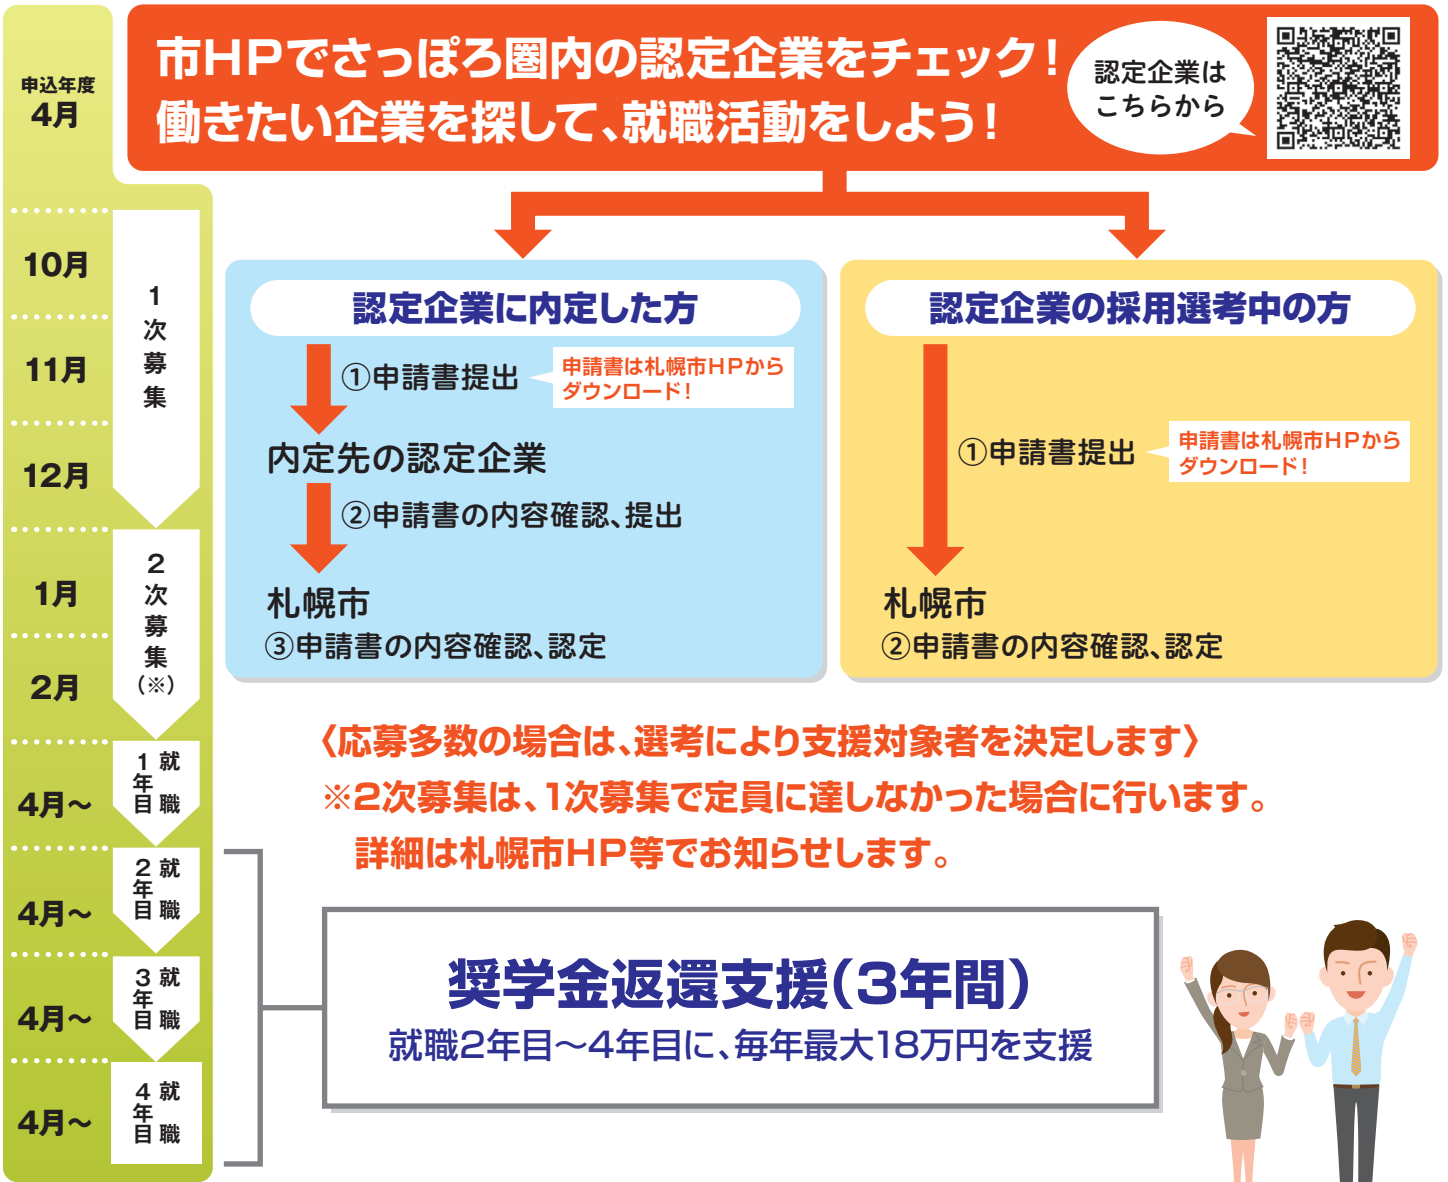 申込年度
4月
市HPでさっぽろ圏内の認定企業をチェック！
働きたい企業を探して、就職活動をしよう！
認定企業は
こちらから
10月
11月
12月
1次募集
1月
2月
2次募集
（※）
4月～
就職
1年目
4月～
就職
2年目
4月～
就職
3年目
4月～
就職
4年目
認定企業に内定した方
①申請書提出
申請書は札幌市HPから
ダウンロード！
内定先の認定企業
②申請書の内容確認、提出
札幌市
③申請書の内容確認、認定
認定企業の採用選考中の方
①申請書提出
申請書は札幌市HPから
ダウンロード！
札幌市
②申請書の内容確認、認定
〈応募多数の場合は、選考により支援対象者を決定します〉
※2次募集は、1次募集で定員に達しなかった場合に行います。
詳細は札幌市HP等でお知らせします。
奨学金返還支援（3年間）
就職2年目～4年目に、毎年最大18万円を支援